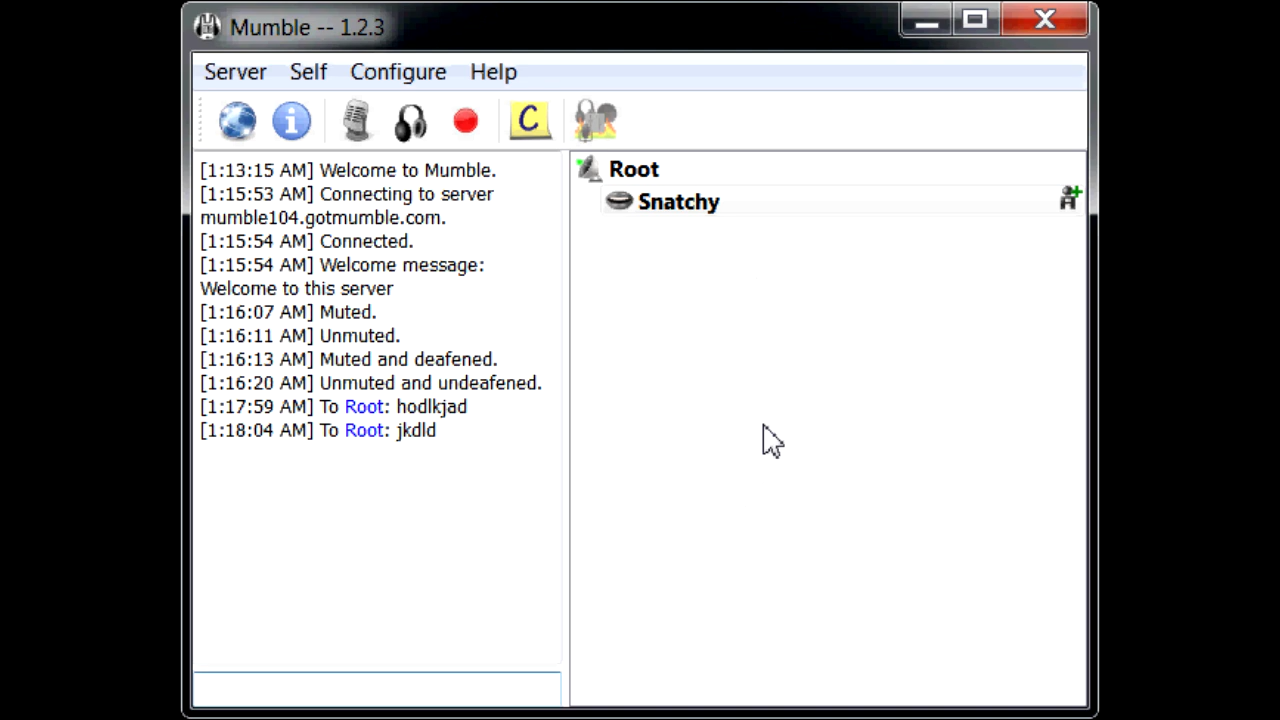 Mumble -- 1.2.3
Server Self Configure Help
C
[1:13:15 AM] Welcome to Mumble.
[1:15:53 AM] Connecting to server
mumble104.gotmumble.com.
[1:15:54 AM] Connected.
[1:15:54 AM] Welcome message:
Welcome to this server
[1:16:07 AM] Muted.
[1:16:11 AM] Unmuted.
[1:16:13 AM] Muted and deafened.
[1:16:20 AM] Unmuted and undeafened.
[1:17:59 AM] To Root: hodlkjad
[1:18:04 AM] To Root: jkdld
Root
Snatchy